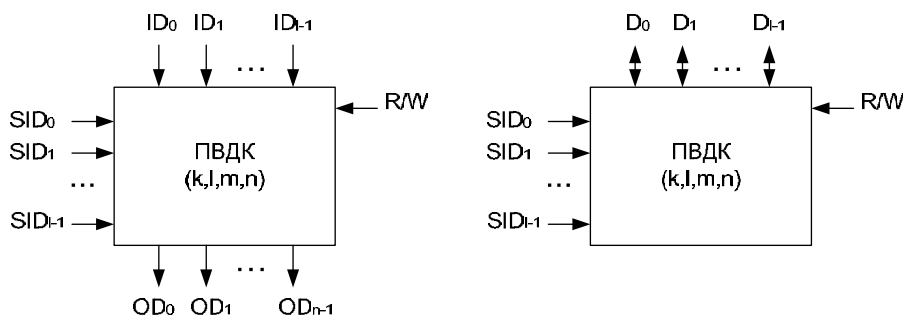 ID₀ ID₁ IDₗ₋₁
...
R/W
SID₀
SID₁
...
SIDₗ₋₁
ПВДК
(k,l,m,n)
...
OD₀ OD₁ ODₙ₋₁
D₀ D₁ Dₗ₋₁
...
R/W
SID₀
SID₁
...
SIDₗ₋₁
ПВДК
(k,l,m,n)